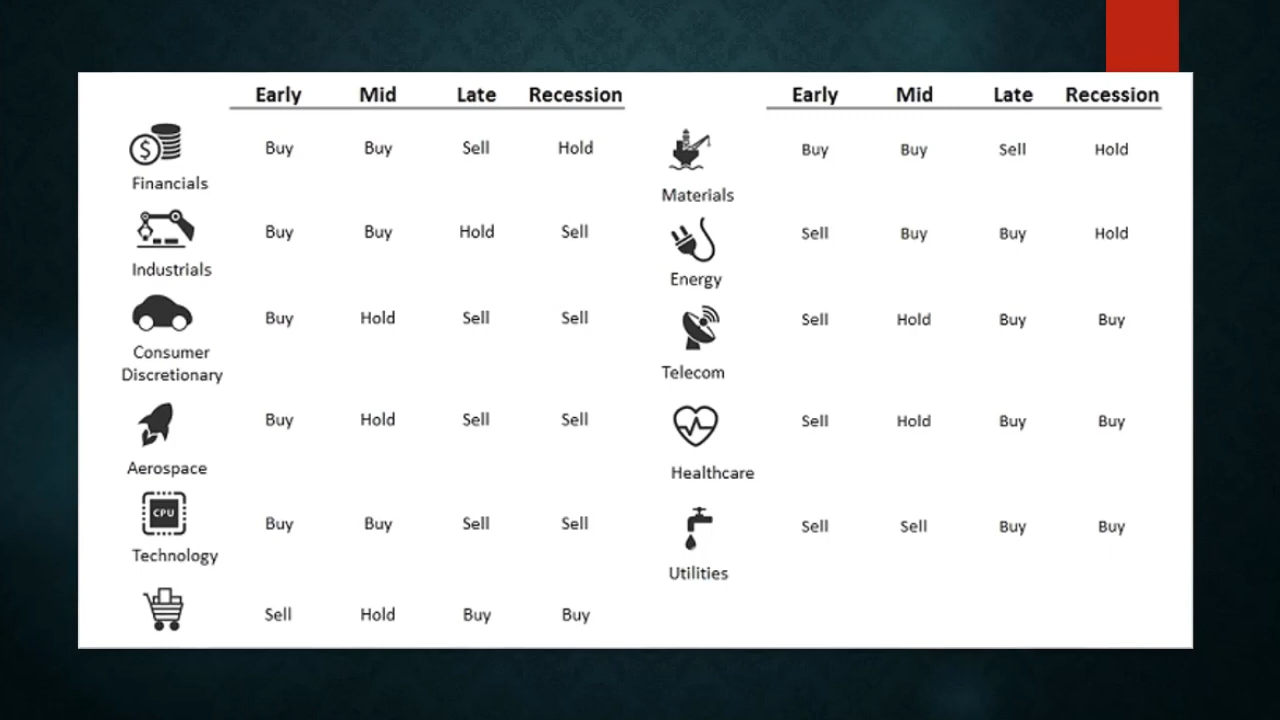 Early Mid Late Recession
Buy Buy Sell Hold
Financials
Buy Buy Hold Sell
Industrials
Buy Hold Sell Sell
Consumer
Discretionary
Buy Hold Sell Sell
Aerospace
CPU
Buy Buy Sell Sell
Technology
Sell Hold Buy Buy
Early Mid Late Recession
Buy Buy Sell Hold
Materials
Sell Buy Buy Hold
Energy
Sell Hold Buy Buy
Telecom
Sell Hold Buy Buy
Healthcare
Sell Sell Buy Buy
Utilities